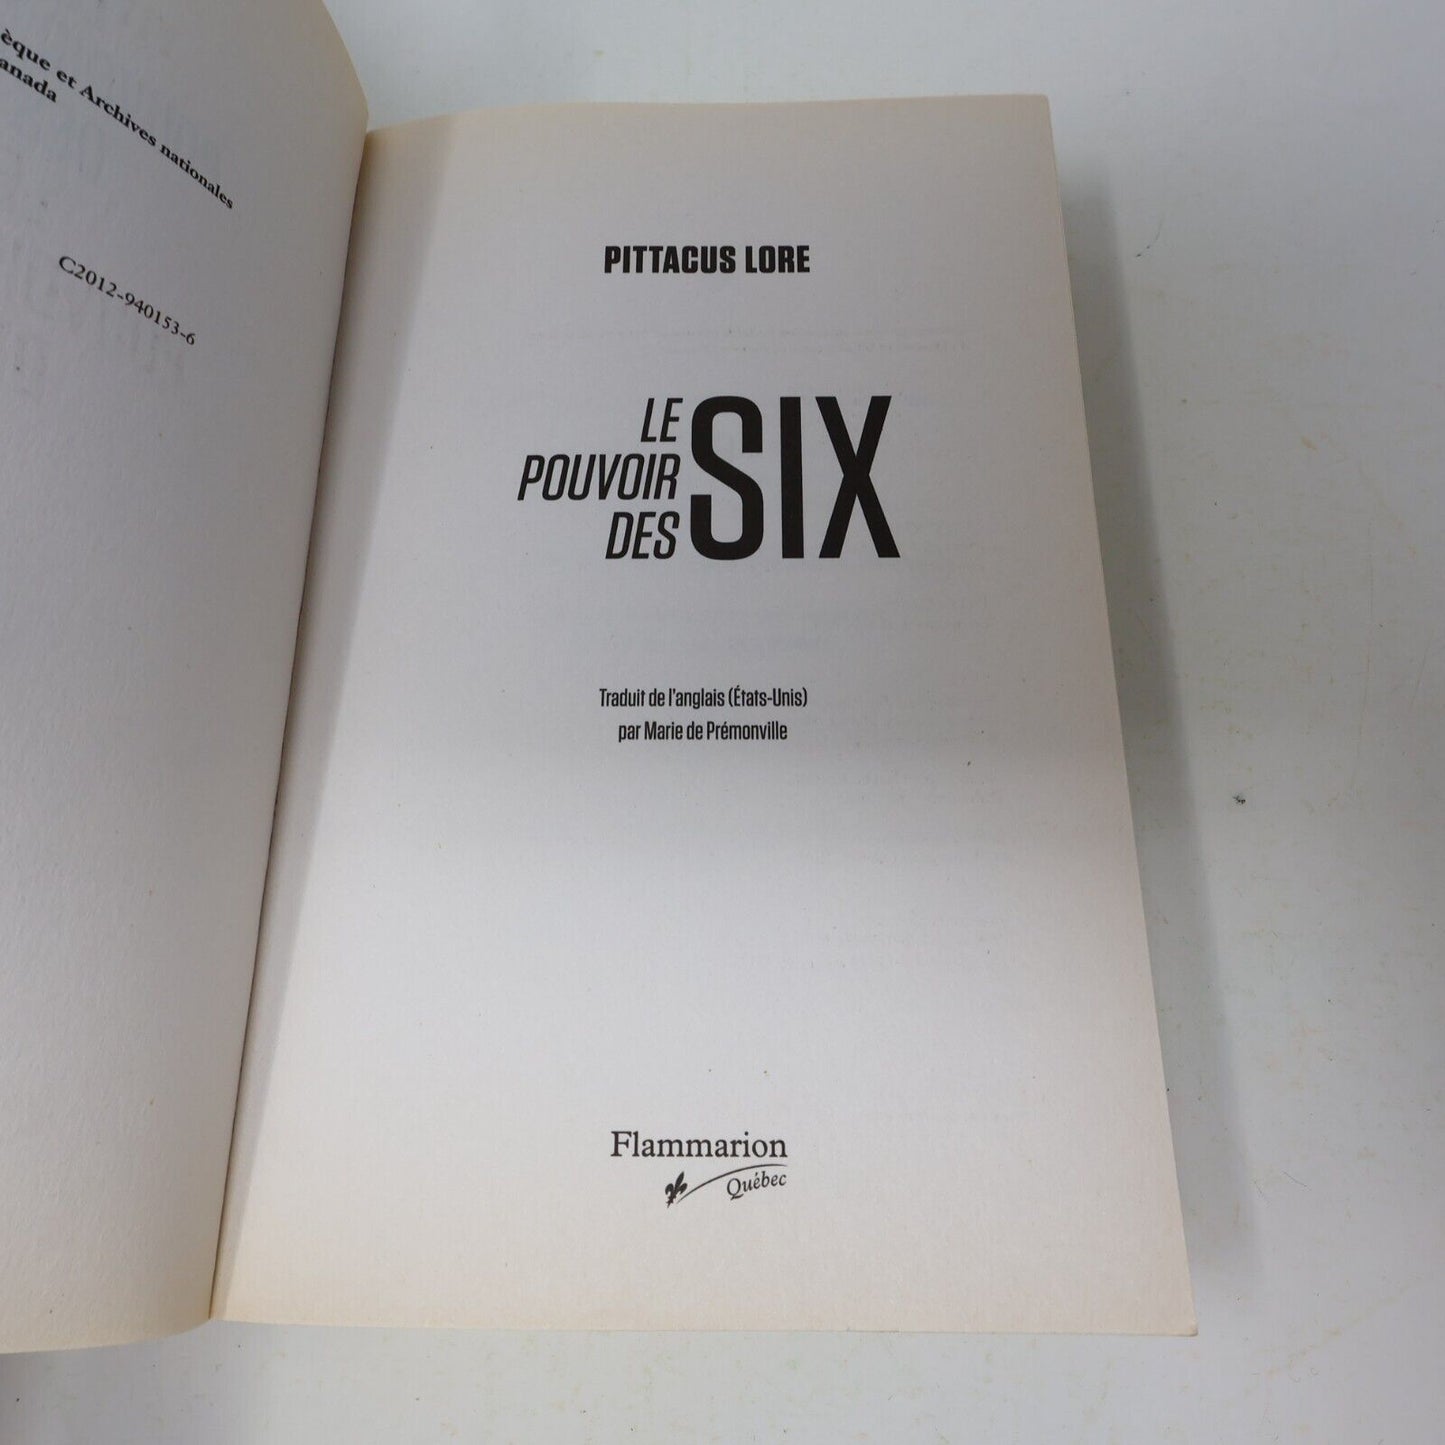 èque et Archives nationales
anada
C2012-940153-6
PITTACUS LORE
LE
POUVOIR
DES
SIX
Traduit de l'anglais (États-Unis)
par Marie de Prémonville
Flammarion
Québec